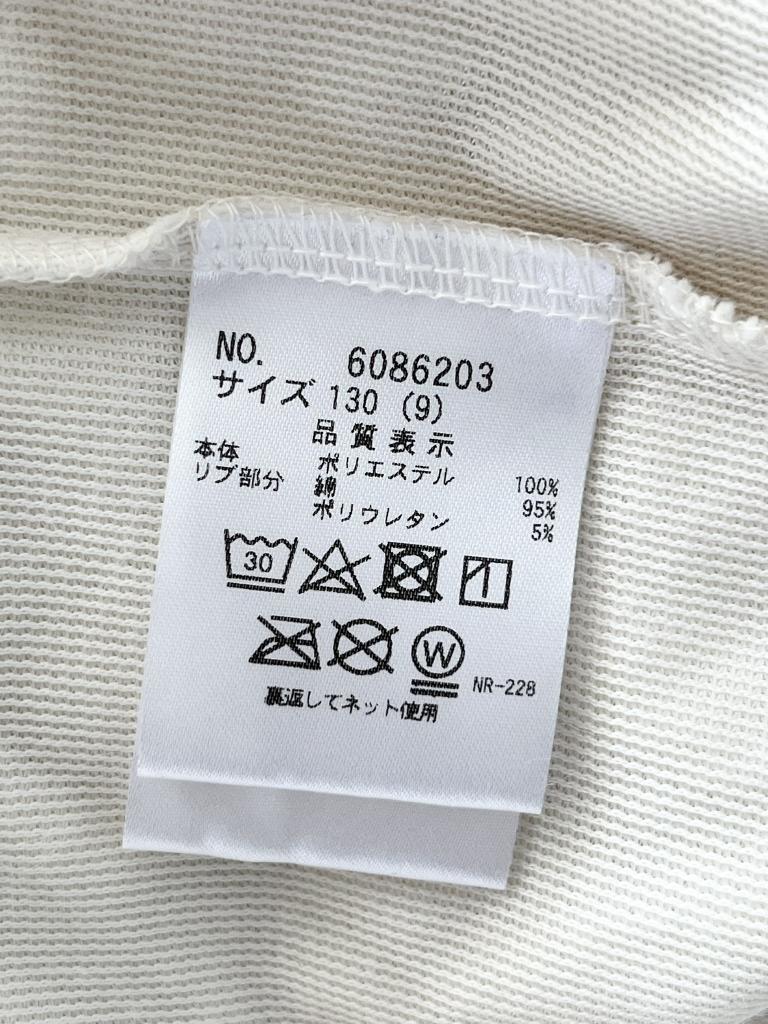 NO. 6086203
サイズ 130 (9)
品質表示
本体 ポリエステル 100%
リブ部分 綿 95%
ポリウレタン 5%
30
W NR-228
裏返してネット使用